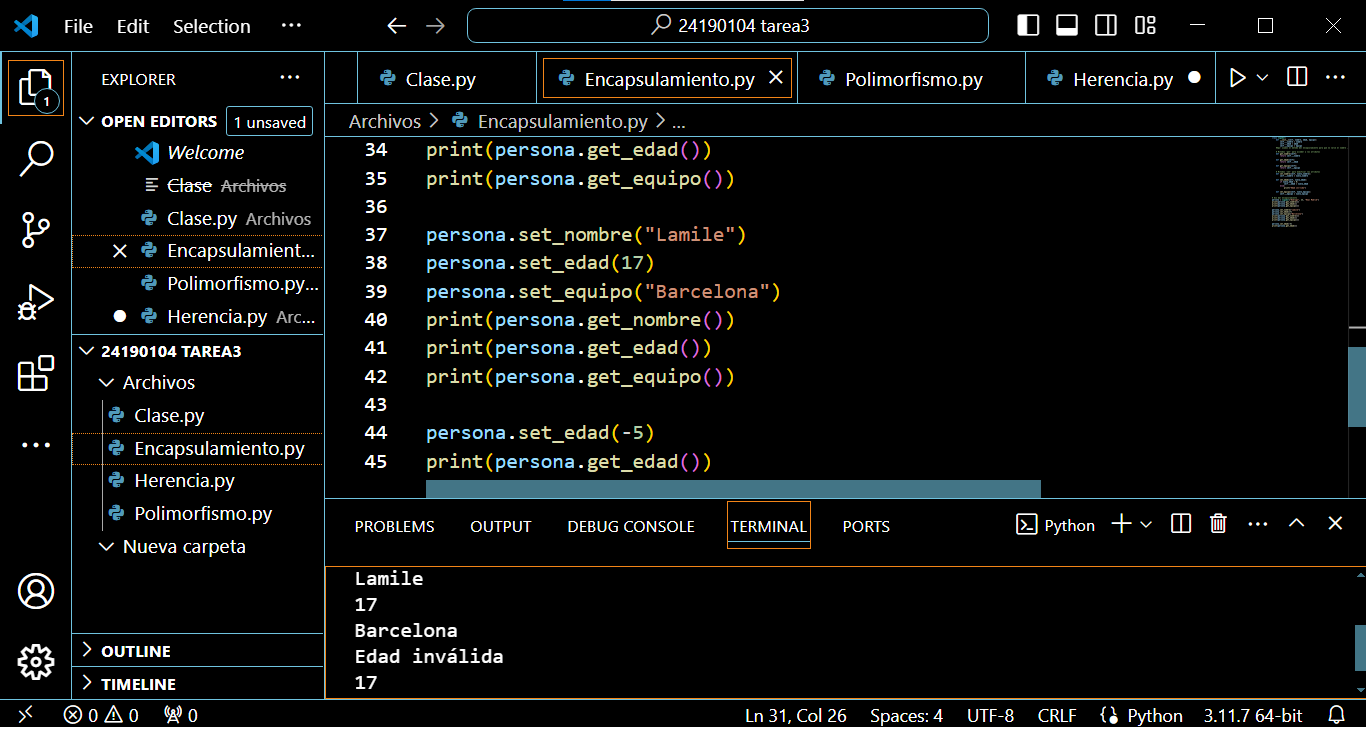 File Edit Selection ··· 24190104 tarea3
EXPLORER ···
OPEN EDITORS 1 unsaved
Welcome
Clase Archivos
Clase.py Archivos
Encapsulamient...
Polimorfismo.py...
Herencia.py Arc...
24190104 TAREA3
Archivos
Clase.py
Encapsulamiento.py
Herencia.py
Polimorfismo.py
Nueva carpeta
OUTLINE
TIMELINE
1
Clase.py Encapsulamiento.py Polimorfismo.py Herencia.py
Archivos > Encapsulamiento.py > ...
34 print(persona.get_edad())
35 print(persona.get_equipo())
36
37 persona.set_nombre("Lamile")
38 persona.set_edad(17)
39 persona.set_equipo("Barcelona")
40 print(persona.get_nombre())
41 print(persona.get_edad())
42 print(persona.get_equipo())
43
44 persona.set_edad(-5)
45 print(persona.get_edad())
PROBLEMS OUTPUT DEBUG CONSOLE TERMINAL PORTS Python
Lamile
17
Barcelona
Edad inválida
17
0 0 0 Ln 31, Col 26 Spaces: 4 UTF-8 CRLF Python 3.11.7 64-bit